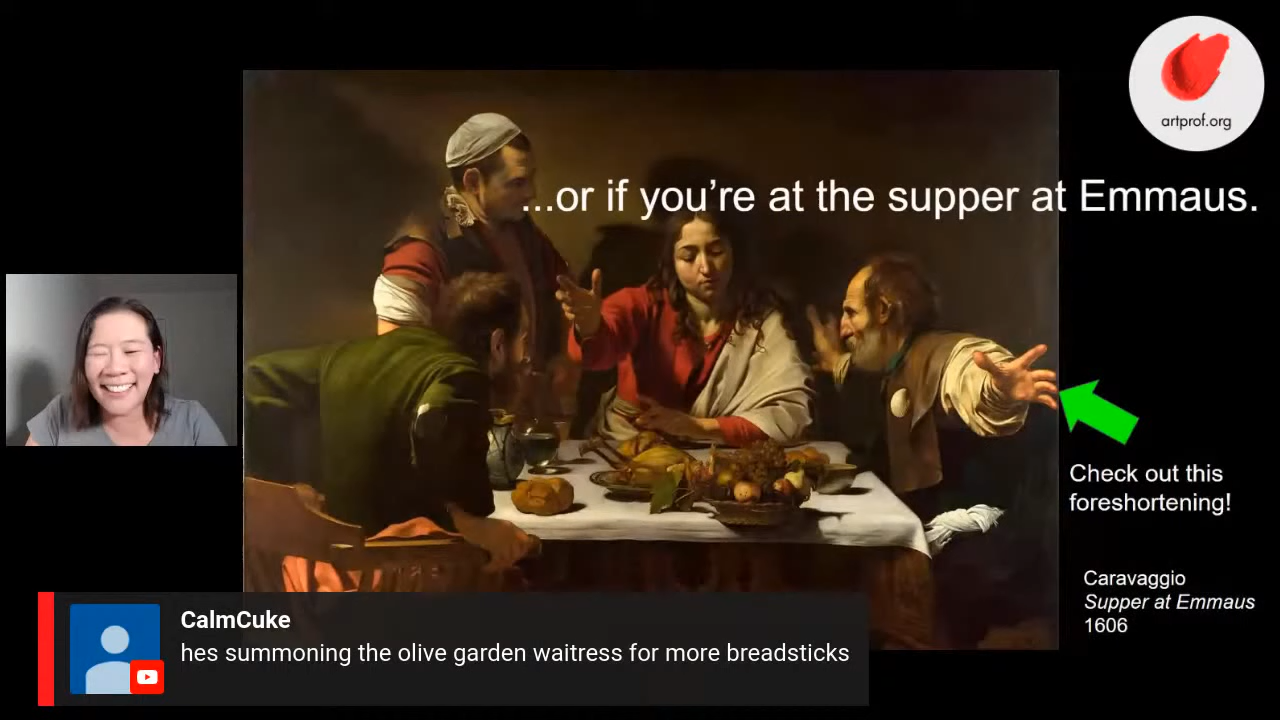 artprof.org
...or if you’re at the supper at Emmaus.
Check out this
foreshortening!
Caravaggio
Supper at Emmaus
1606
CalmCuke
hes summoning the olive garden waitress for more breadsticks